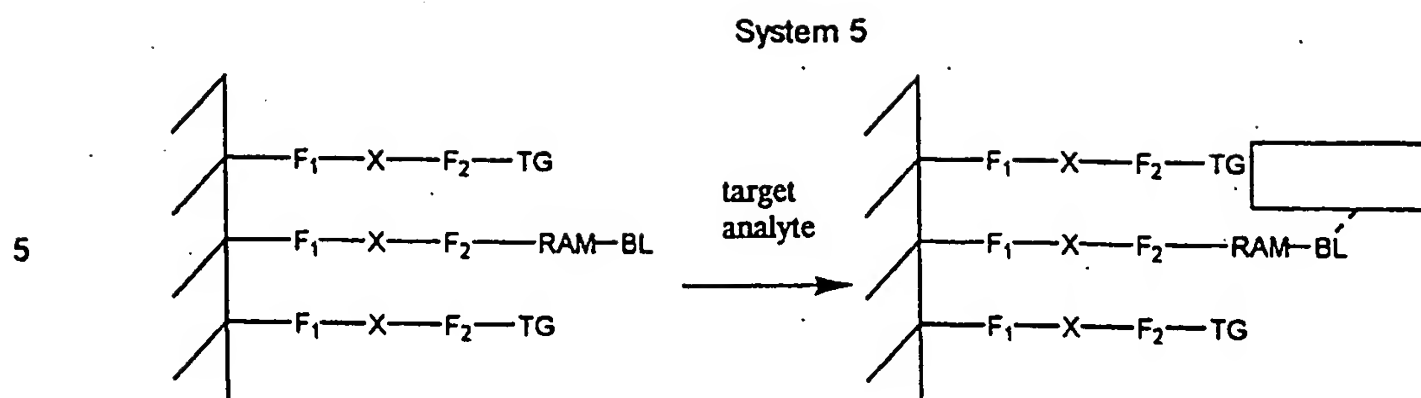 System 5
F₁—X—F₂—TG
F₁—X—F₂—RAM—BL
F₁—X—F₂—TG
5
target
analyte
F₁—X—F₂—TG
F₁—X—F₂—RAM—BL
F₁—X—F₂—TG